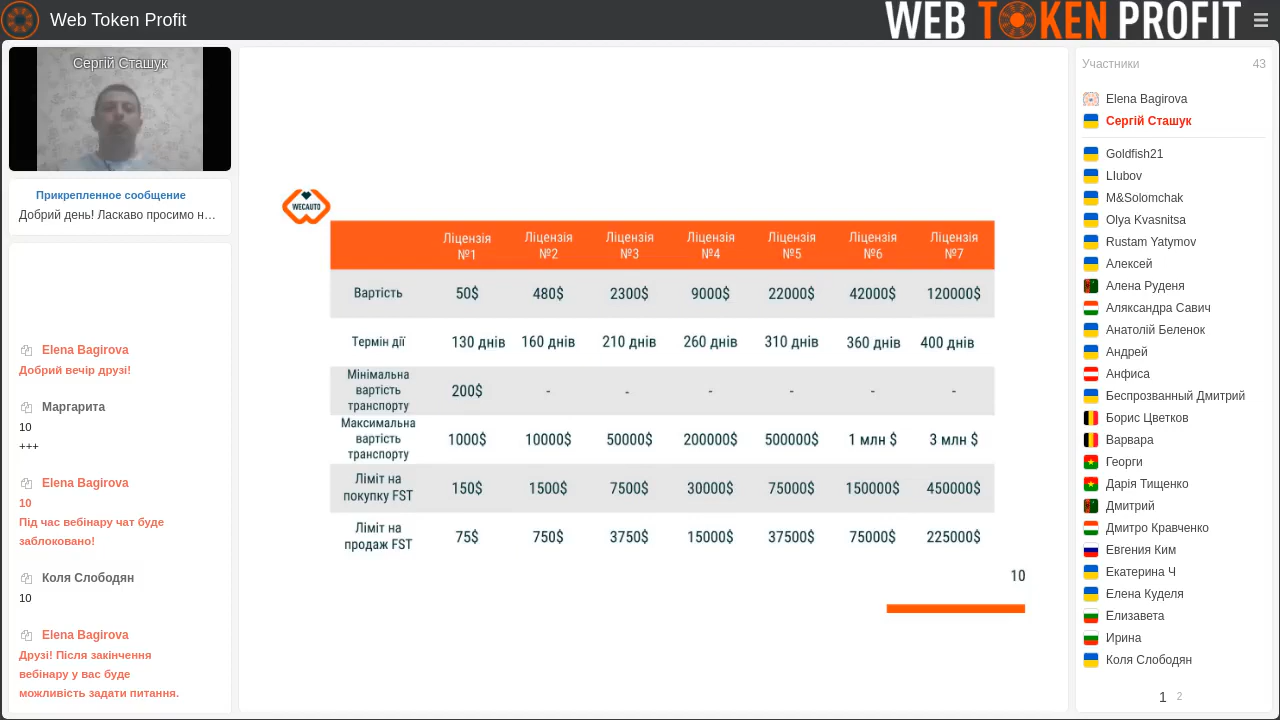 Web Token Profit
WEB TOKEN PROFIT
Сергій Сташук
Прикрепленное сообщение
Добрий день! Ласкаво просимо н…
Elena Bagirova
Добрий вечір друзі!
Маргарита
10
+++
Elena Bagirova
10
Під час вебінару чат буде
заблоковано!
Коля Слободян
10
Elena Bagirova
Друзі! Після закінчення
вебінару у вас буде
можливість задати питання.
WECAUTO
Ліцензія №1 Ліцензія №2 Ліцензія №3 Ліцензія №4 Ліцензія №5 Ліцензія №6 Ліцензія №7
Вартість 50$ 480$ 2300$ 9000$ 22000$ 42000$ 120000$
Термін дії 130 днів 160 днів 210 днів 260 днів 310 днів 360 днів 400 днів
Мінімальна вартість транспорту 200$ - - - - - -
Максимальна вартість транспорту 1000$ 10000$ 50000$ 200000$ 500000$ 1 млн $ 3 млн $
Ліміт на покупку FST 150$ 1500$ 7500$ 30000$ 75000$ 150000$ 450000$
Ліміт на продаж FST 75$ 750$ 3750$ 15000$ 37500$ 75000$ 225000$
10
Участники 43
Elena Bagirova
Сергій Сташук
Goldfish21
LIubov
M&Solomchak
Olya Kvasnitsa
Rustam Yatymov
Алексей
Алена Руденя
Аляксандра Савич
Анатолій Беленок
Андрей
Анфиса
Беспрозванный Дмитрий
Борис Цветков
Варвара
Георги
Дарія Тищенко
Дмитрий
Дмитро Кравченко
Евгения Ким
Екатерина Ч
Елена Куделя
Елизавета
Ирина
Коля Слободян
1 2